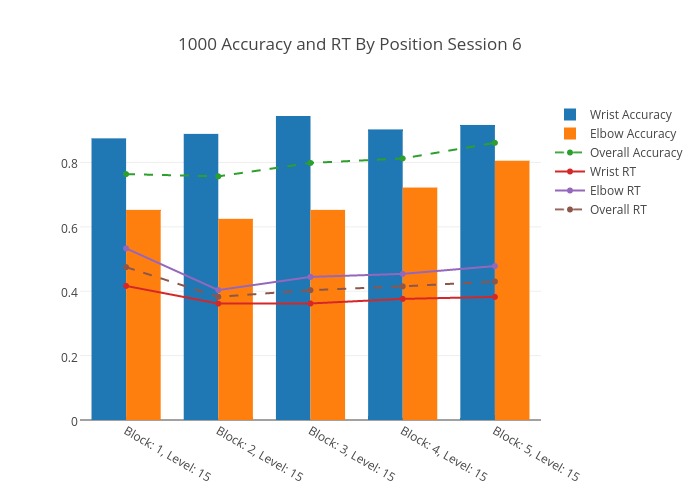 1000 Accuracy and RT By Position Session 6
Wrist Accuracy
Elbow Accuracy
Overall Accuracy
Wrist RT
Elbow RT
Overall RT
0.8
0.6
0.4
0.2
0
Block: 1, Level: 15
Block: 2, Level: 15
Block: 3, Level: 15
Block: 4, Level: 15
Block: 5, Level: 15